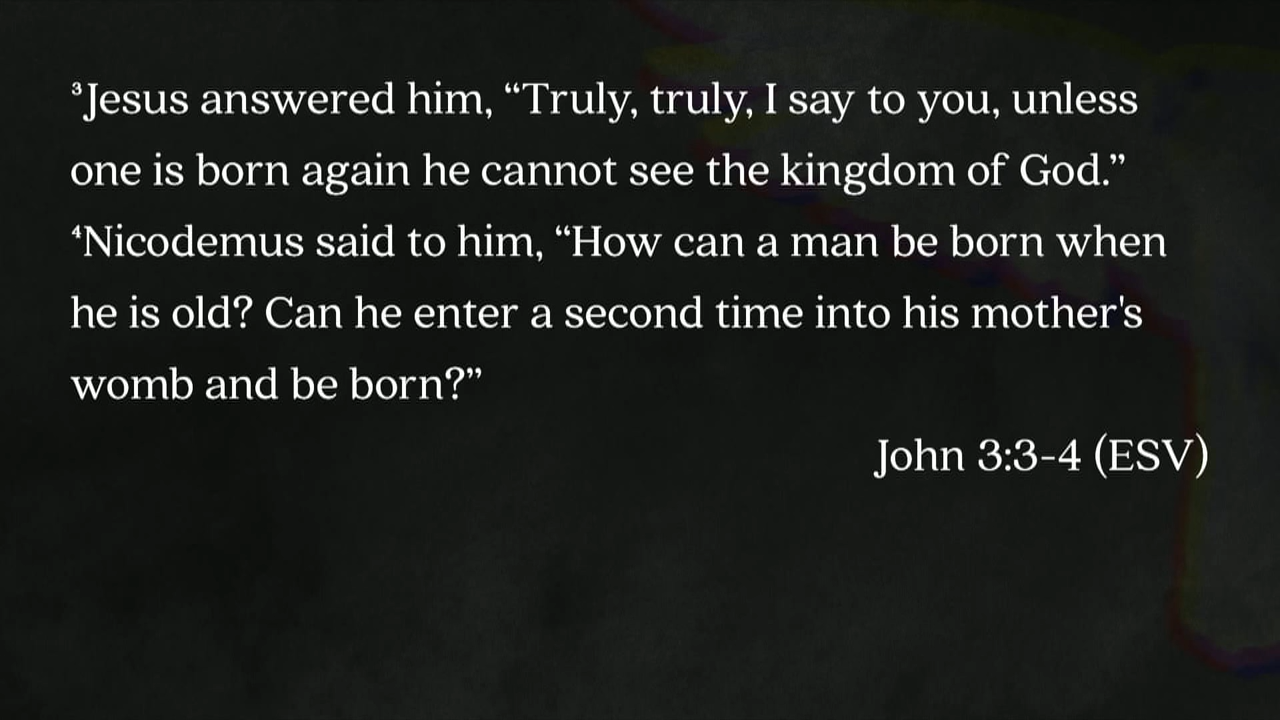 ³Jesus answered him, “Truly, truly, I say to you, unless
one is born again he cannot see the kingdom of God.”
⁴Nicodemus said to him, “How can a man be born when
he is old? Can he enter a second time into his mother's
womb and be born?”
John 3:3-4 (ESV)